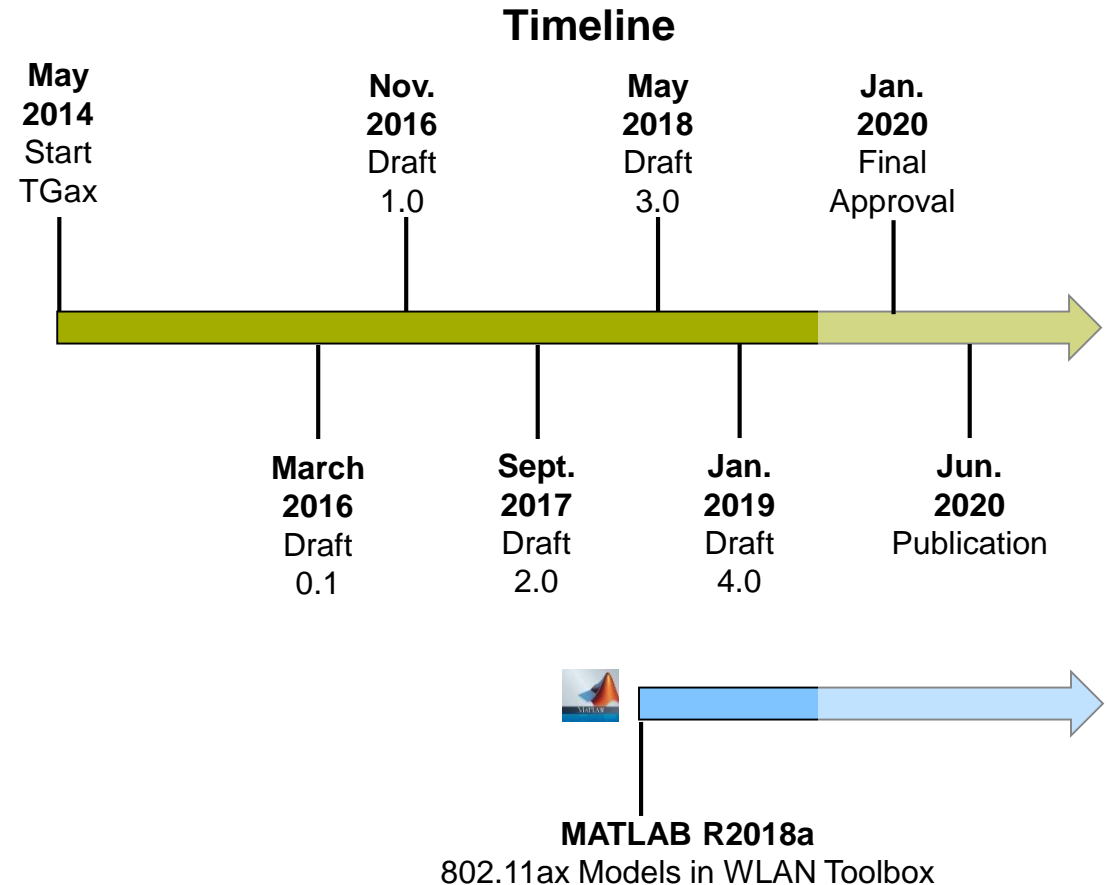 Timeline
May
2014
Start
TGax
Nov.
2016
Draft
1.0
May
2018
Draft
3.0
Jan.
2020
Final
Approval
March
2016
Draft
0.1
Sept.
2017
Draft
2.0
Jan.
2019
Draft
4.0
Jun.
2020
Publication
MATLAB
MATLAB R2018a
802.11ax Models in WLAN Toolbox